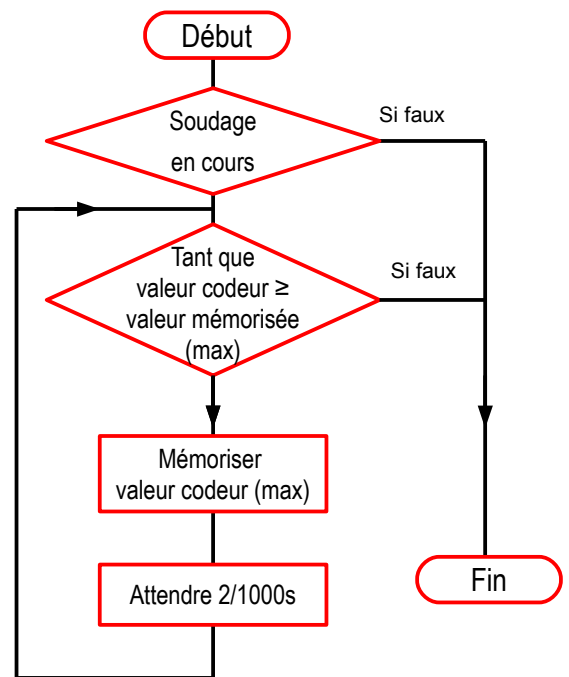 Début
Soudage
en cours
Si faux
Tant que
valeur codeur ≥
valeur mémorisée
(max)
Si faux
Mémoriser
valeur codeur (max)
Attendre 2/1000s
Fin